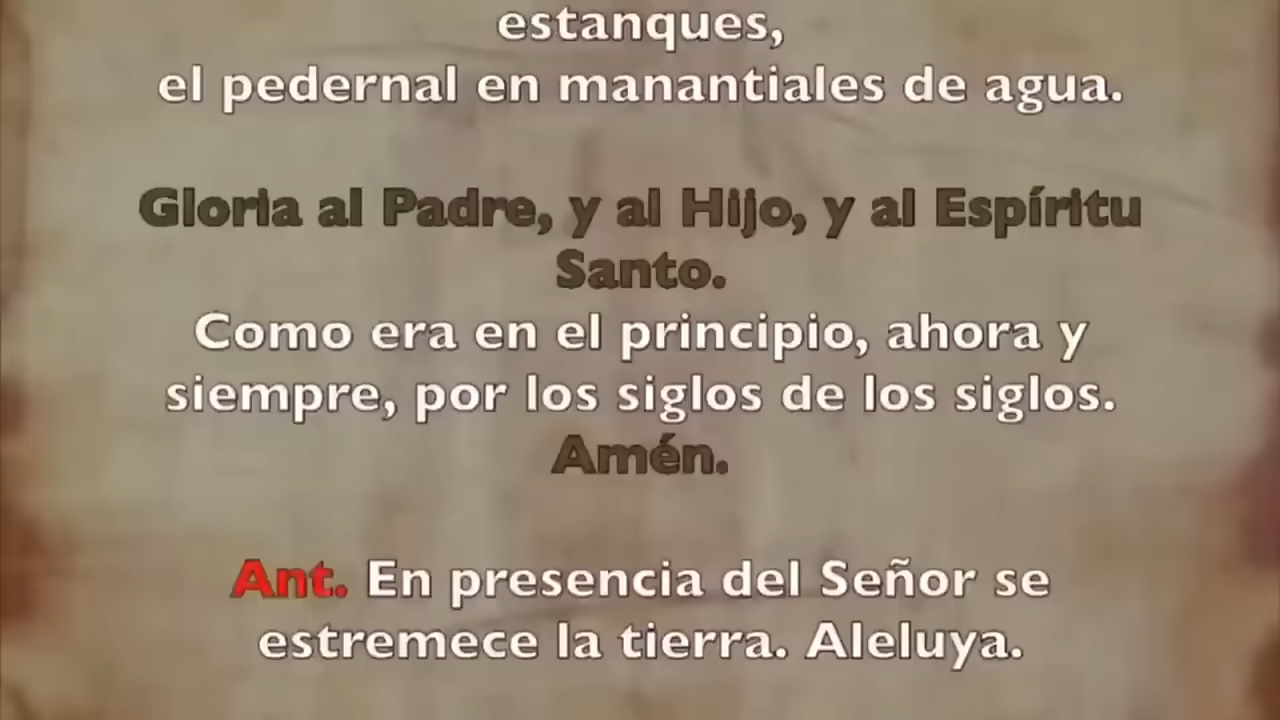 estanques,
el pedernal en manantiales de agua.
Gloria al Padre, y al Hijo, y al Espíritu
Santo.
Como era en el principio, ahora y
siempre, por los siglos de los siglos.
Amén.
Ant. En presencia del Señor se
estremece la tierra. Aleluya.